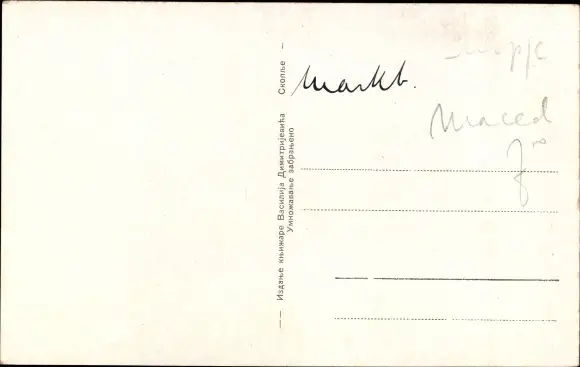 — Издање књижаре Василија Димитријевића Скопље —
Умножавање забрањено
Markt.
Maced